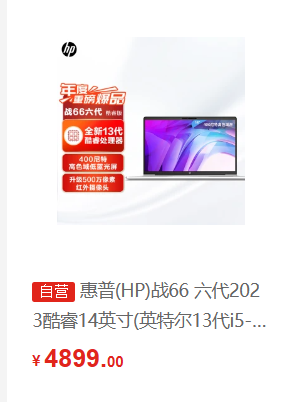 hp
年度
重磅爆品
战66六代 酷睿版
全新13代
酷睿处理器
400尼特
高色域低蓝光屏
升级500万像素
红外摄像头
自营 惠普(HP)战66 六代202
3酷睿14英寸(英特尔13代i5-...
¥4899.00